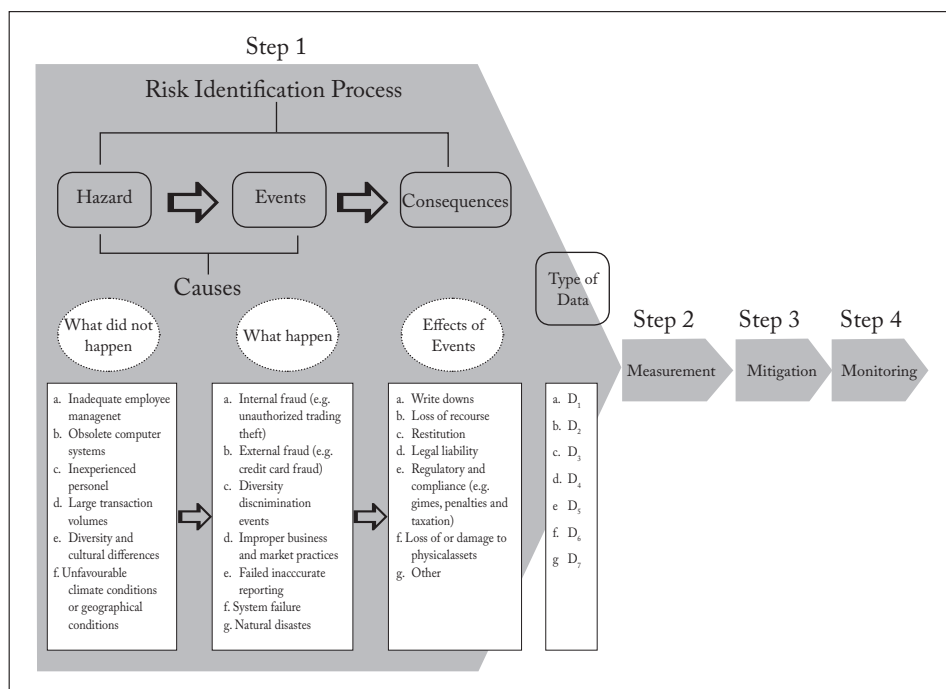 Step 1
Risk Identification Process
Hazard
Events
Consequences
Causes
Type of
Data
What did not
happen
What happen
Effects of
Events
Step 2
Step 3
Step 4
Measurement
Mitigation
Monitoring
a. Inadequate employee
managenet
b. Obsolete computer
systems
c. Inexperienced
personel
d. Large transaction
volumes
e. Diversity and
cultural differences
f. Unfavourable
climate conditions
or geographical
conditions
a. Internal fraud (e.g.
unauthorized trading
theft)
b. External fraud (e.g.
credit card fraud)
c. Diversity
discnimination
events
d. Improper business
and market practices
e. Failed inacccurate
reporting
f. System failure
g. Natural disastes
a. Write downs
b. Loss of recourse
c. Restitution
d. Legal liability
e. Regulatory and
compliance (e.g.
gimes, penalties and
taxation)
f. Loss of or damage to
physicalassets
g. Other
a. D₁
b. D₂
c. D₃
d. D₄
e D₅
f. D₆
g D₇